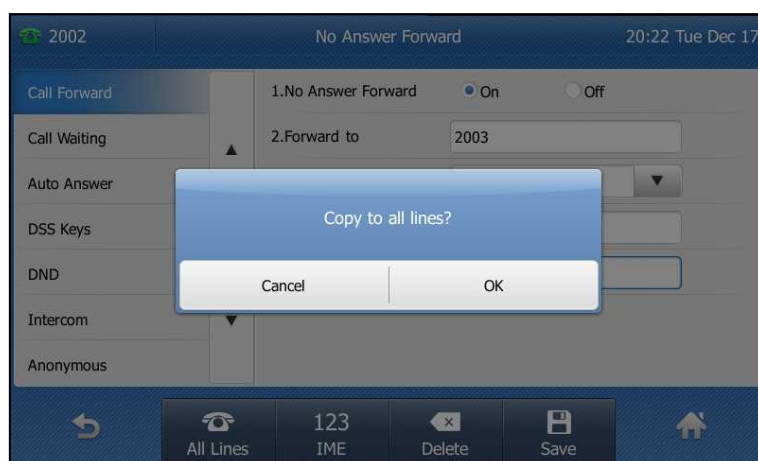 2002 No Answer Forward 20:22 Tue Dec 17
Call Forward
Call Waiting
Auto Answer
DSS Keys
DND
Intercom
Anonymous
1.No Answer Forward On Off
2.Forward to 2003
Copy to all lines?
Cancel OK
All Lines
123
IME
Delete
Save